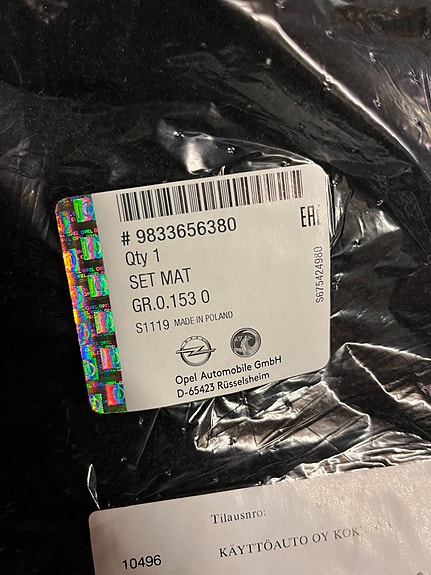 # 9833656380
Qty 1
SET MAT
GR.0.153 0
S1119 MADE IN POLAND
Opel Automobile GmbH
D-65423 Rüsselsheim
EAC
S675424980
OPEL
Tilausnro:
10496
KÄYTTÖAUTO OY